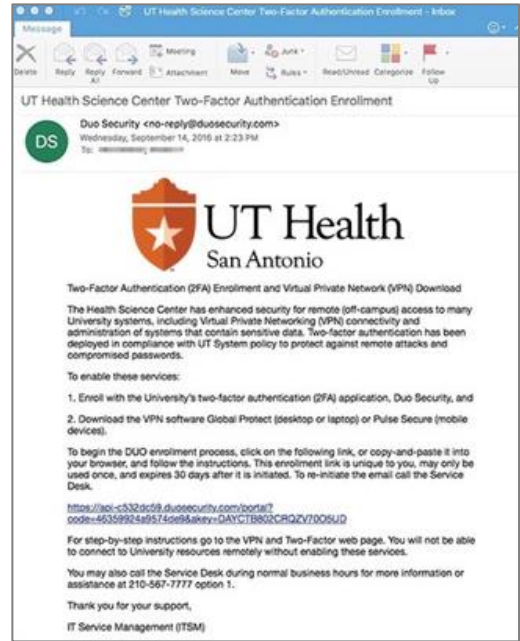 UT Health Science Center Two-Factor Authentication Enrollment - Inbox
Message
Delete
Reply
Reply All
Forward
Meeting
Attachment
Move
Junk
Rules
Read/Unread
Categorize
Follow Up
UT Health Science Center Two-Factor Authentication Enrollment
DS
Duo Security <no-reply@duosecurity.com>
Wednesday, September 14, 2016 at 2:23 PM
To:
UT Health
San Antonio
Two-Factor Authentication (2FA) Enrollment and Virtual Private Network (VPN) Download
The Health Science Center has enhanced security for remote (off-campus) access to many
University systems, including Virtual Private Networking (VPN) connectivity and
administration of systems that contain sensitive data. Two-factor authentication has been
deployed in compliance with UT System policy to protect against remote attacks and
compromised passwords.
To enable these services:
1. Enroll with the University's two-factor authentication (2FA) application, Duo Security, and
2. Download the VPN software Global Protect (desktop or laptop) or Pulse Secure (mobile
devices).
To begin the DUO enrollment process, click on the following link, or copy-and-paste it into
your browser, and follow the instructions. This enrollment link is unique to you, may only be
used once, and expires 30 days after it is initiated. To re-initiate the email call the Service
Desk.
https://api-c532dc59.duosecurity.com/portal?
code=46359924a9574de9&akey=DAYCTB802CRQZV70O5UD
For step-by-step instructions go to the VPN and Two-Factor web page. You will not be able
to connect to University resources remotely without enabling these services.
You may also call the Service Desk during normal business hours for more information or
assistance at 210-567-7777 option 1.
Thank you for your support,
IT Service Management (ITSM)